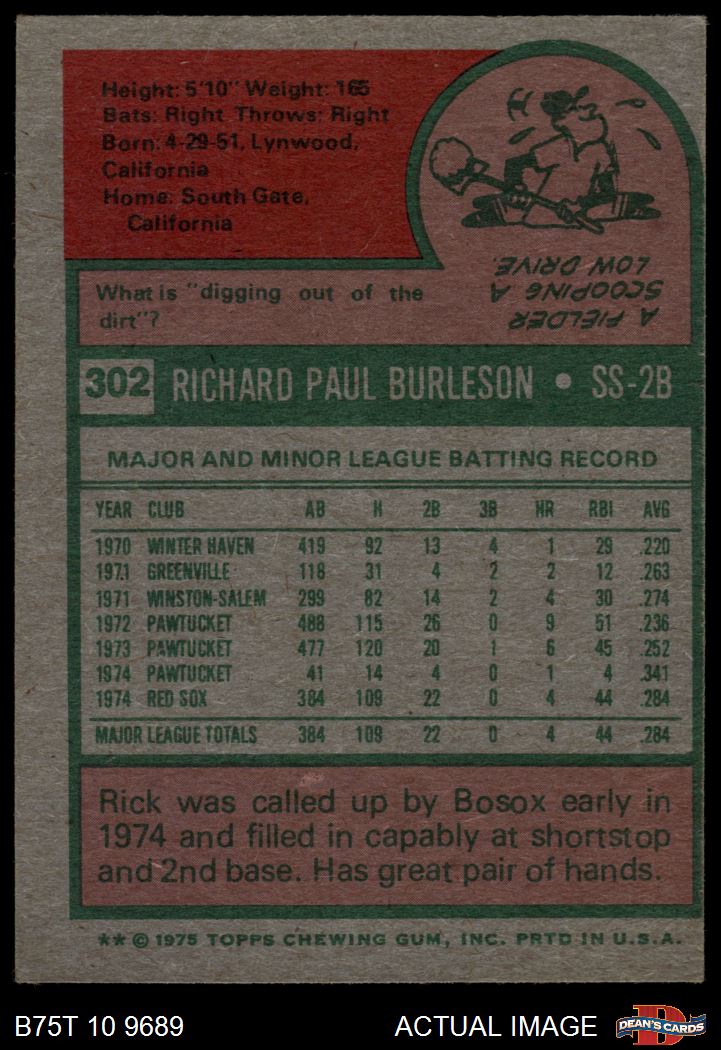 Height: 5'10" Weight: 165
Bats: Right Throws: Right
Born: 4-29-51, Lynwood,
California
Home: South Gate,
California
What is "digging out of the
dirt"?
A FIELDER
SCOOPING A
LOW DRIVE.
302 RICHARD PAUL BURLESON • SS-2B
MAJOR AND MINOR LEAGUE BATTING RECORD
YEAR CLUB AB H 2B 3B HR RBI AVG
1970 WINTER HAVEN 419 92 13 4 1 29 .220
1971 GREENVILLE 118 31 4 2 2 12 .263
1971 WINSTON-SALEM 299 82 14 2 4 30 .274
1972 PAWTUCKET 488 115 26 0 9 51 .236
1973 PAWTUCKET 477 120 20 1 6 45 .252
1974 PAWTUCKET 41 14 4 0 1 4 .341
1974 RED SOX 384 109 22 0 4 44 .284
MAJOR LEAGUE TOTALS 384 109 22 0 4 44 .284
Rick was called up by Bosox early in
1974 and filled in capably at shortstop
and 2nd base. Has great pair of hands.
** © 1975 TOPPS CHEWING GUM, INC. PRTD IN U.S.A.
B75T 10 9689 ACTUAL IMAGE DEAN'S CARDS